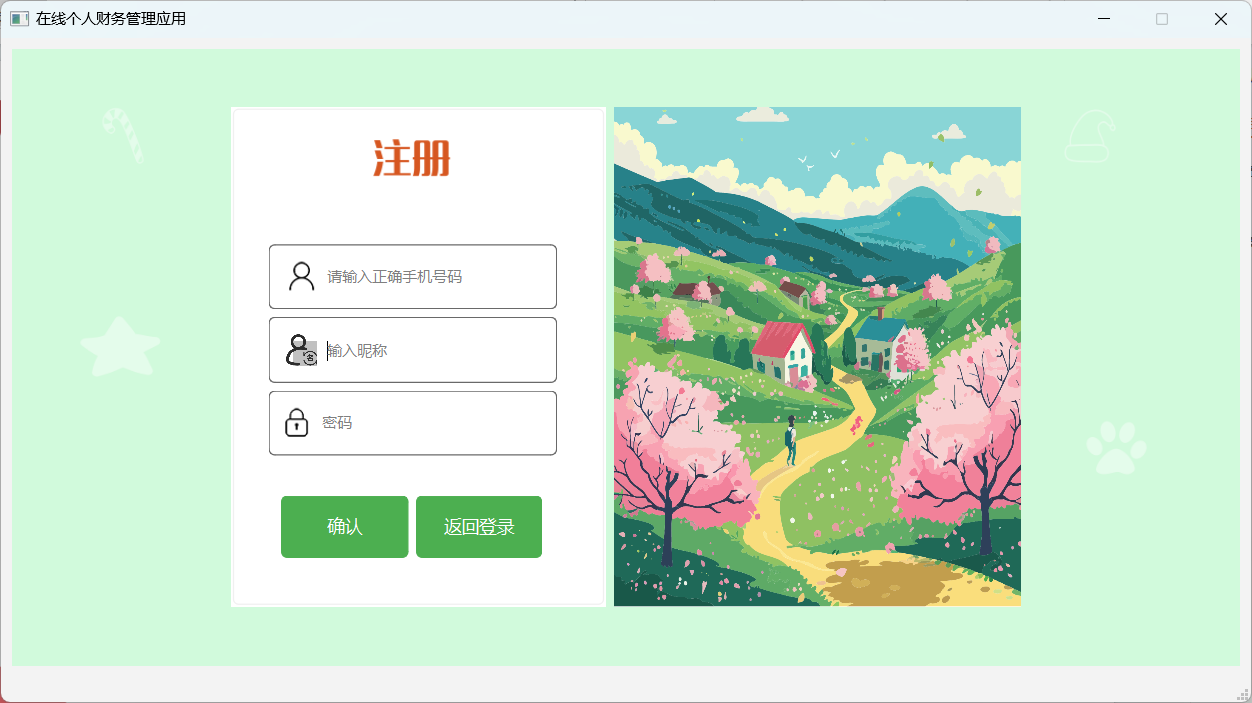 在线个人财务管理应用
注册
请输入正确手机号码
输入昵称
密码
确认
返回登录